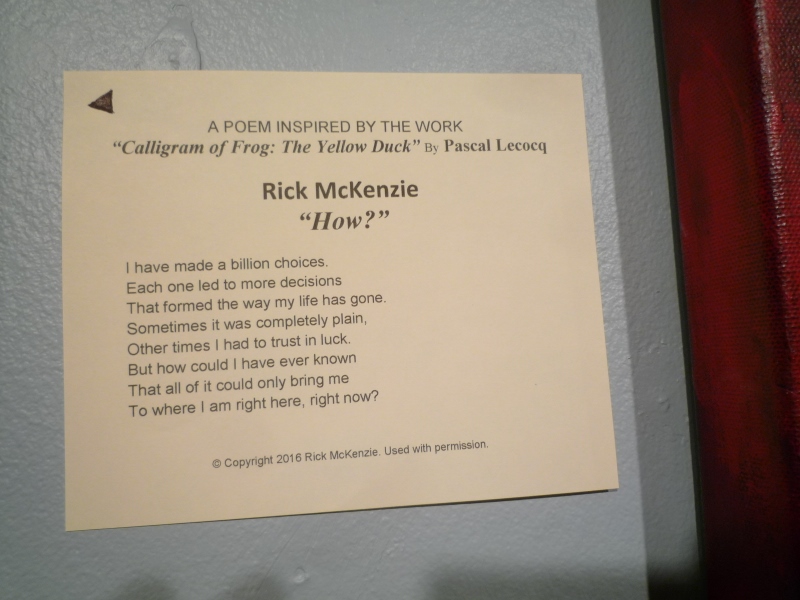 A POEM INSPIRED BY THE WORK
“Calligram of Frog: The Yellow Duck” By Pascal Lecocq
Rick McKenzie
“How?”
I have made a billion choices.
Each one led to more decisions
That formed the way my life has gone.
Sometimes it was completely plain,
Other times I had to trust in luck.
But how could I have ever known
That all of it could only bring me
To where I am right here, right now?
© Copyright 2016 Rick McKenzie. Used with permission.